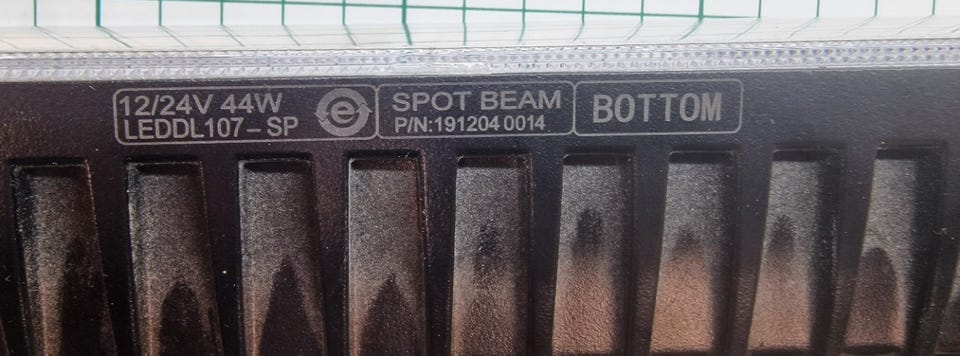 12/24V 44W
LEDDL107-SP
e
SPOT BEAM
P/N:191204 0014
BOTTOM